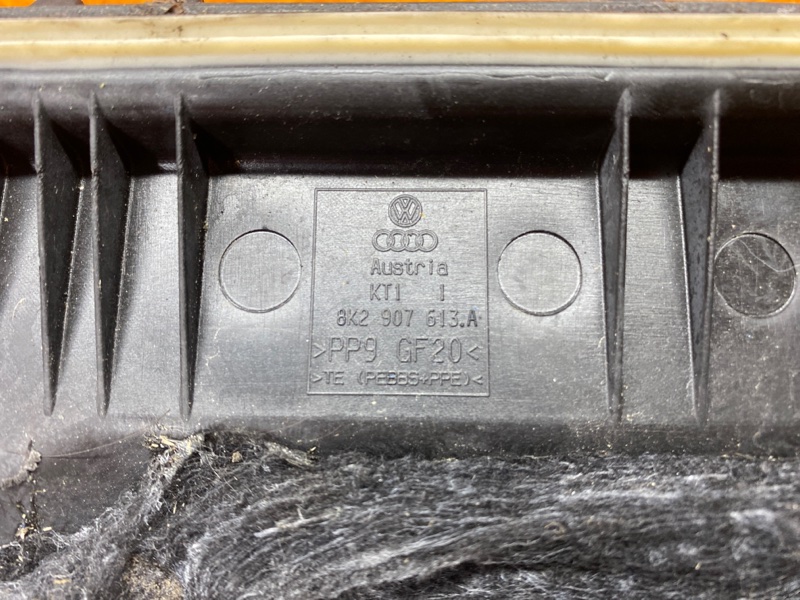 Austria
KT1 I
8K2 907 613.A
>PP9 GF20<
>TE (PEBBS+PPE)<